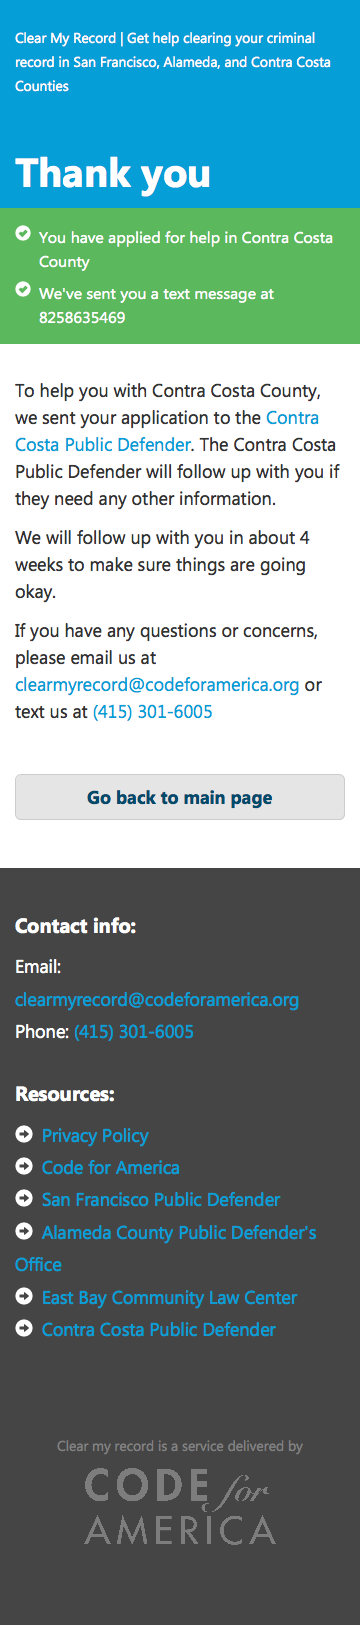 Clear My Record | Get help clearing your criminal
record in San Francisco, Alameda, and Contra Costa
Counties
Thank you
You have applied for help in Contra Costa
County
We've sent you a text message at
8258635469
To help you with Contra Costa County,
we sent your application to the Contra
Costa Public Defender. The Contra Costa
Public Defender will follow up with you if
they need any other information.
We will follow up with you in about 4
weeks to make sure things are going
okay.
If you have any questions or concerns,
please email us at
clearmyrecord@codeforamerica.org or
text us at (415) 301-6005
Go back to main page
Contact info:
Email:
clearmyrecord@codeforamerica.org
Phone: (415) 301-6005
Resources:
Privacy Policy
Code for America
San Francisco Public Defender
Alameda County Public Defender's
Office
East Bay Community Law Center
Contra Costa Public Defender
Clear my record is a service delivered by
CODE for
AMERICA